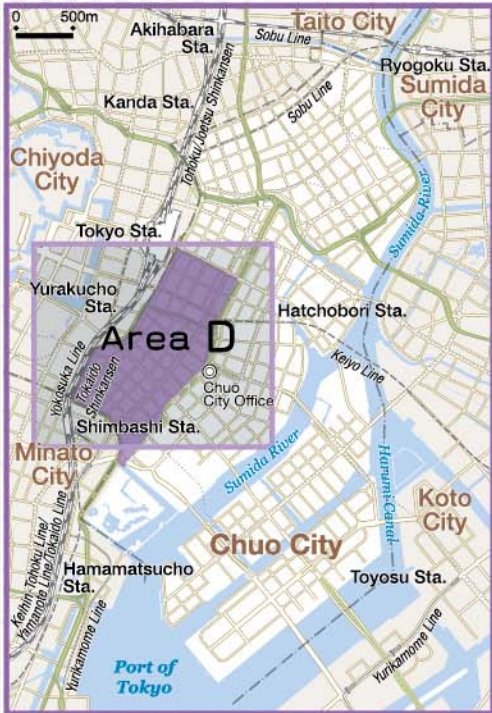 0 500m
Taito City
Akihabara
Sta.
Sobu Line
Ryogoku Sta.
Sumida
City
Kanda Sta.
Tohoku/Joetsu Shinkansen
Sobu Line
Chiyoda
City
Sumida River
Tokyo Sta.
Yurakucho
Sta.
Hatchobori Sta.
Area D
Yokosuka Line
Tokaido
Shinkansen
Keiyo Line
Chuo
City Office
Shimbashi Sta.
Minato
City
Sumida River
Harumi Canal
Koto
City
Chuo City
Keihin Tohoku Line/
Yamanote Line/Tokaido Line
Hamamatsucho
Sta.
Toyosu Sta.
Yurikamome Line
Port of
Tokyo
Yurikamome Line